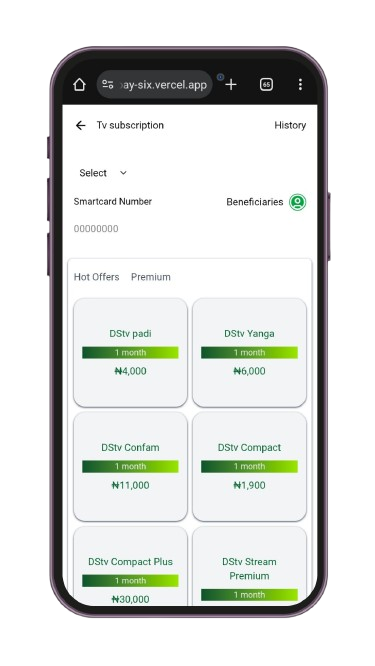 ay-six.vercel.app
65
Tv subscription
History
Select
Smartcard Number
Beneficiaries
00000000
Hot Offers
Premium
DStv padi
1 month
₦4,000
DStv Yanga
1 month
₦6,000
DStv Confam
1 month
₦11,000
DStv Compact
1 month
₦1,900
DStv Compact Plus
1 month
₦30,000
DStv Stream
Premium
1 month